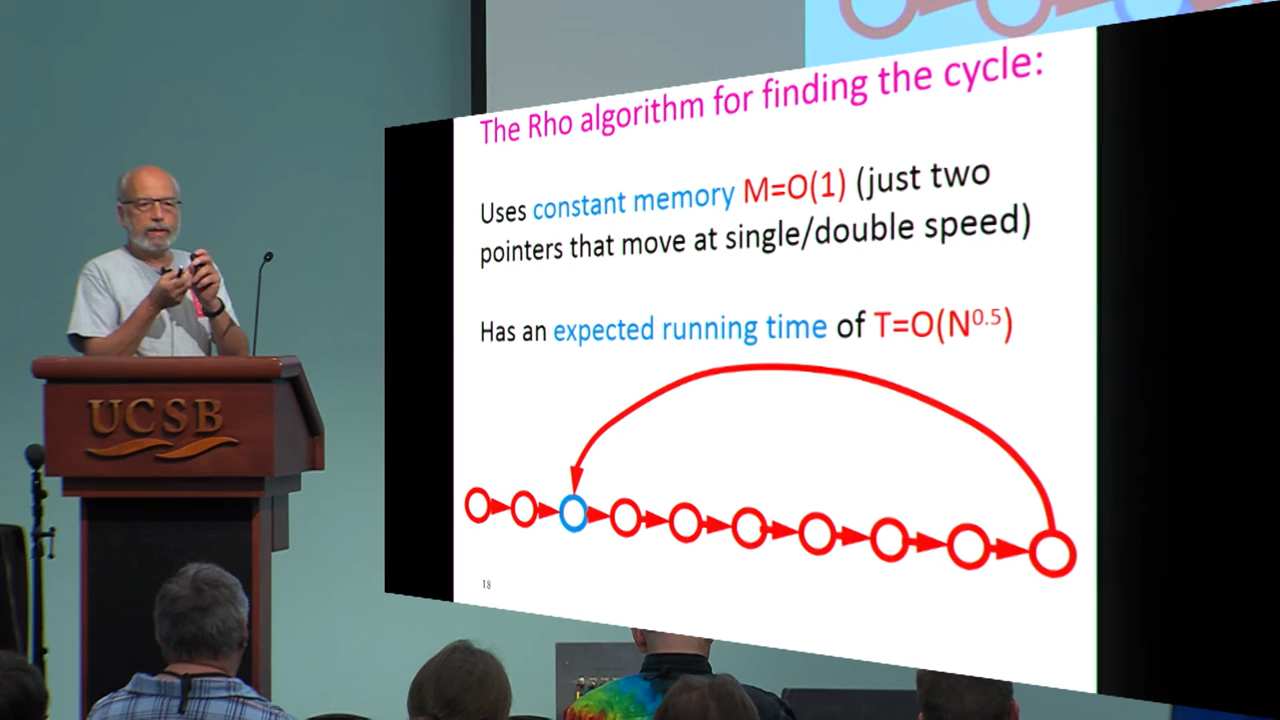 The Rho algorithm for finding the cycle:
Uses constant memory M=O(1) (just two
pointers that move at single/double speed)
Has an expected running time of T=O(N^0.5)
18
UCSB